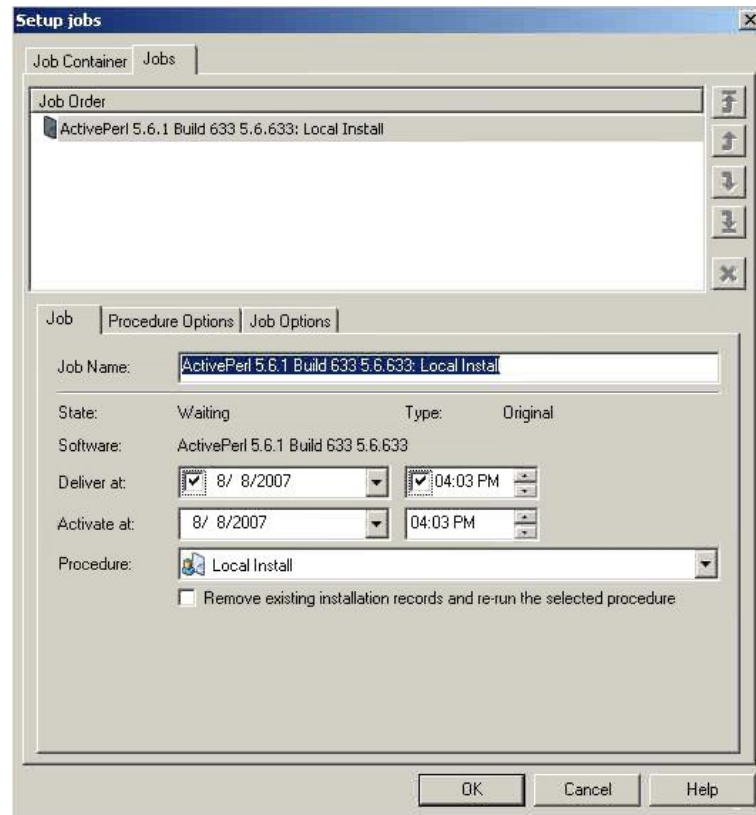 Setup jobs
Job Container Jobs
Job Order
ActivePerl 5.6.1 Build 633 5.6.633: Local Install
Job Procedure Options Job Options
Job Name: ActivePerl 5.6.1 Build 633 5.6.633: Local Install
State: Waiting Type: Original
Software: ActivePerl 5.6.1 Build 633 5.6.633
Deliver at: 8/ 8/2007 04:03 PM
Activate at: 8/ 8/2007 04:03 PM
Procedure: Local Install
Remove existing installation records and re-run the selected procedure
OK Cancel Help